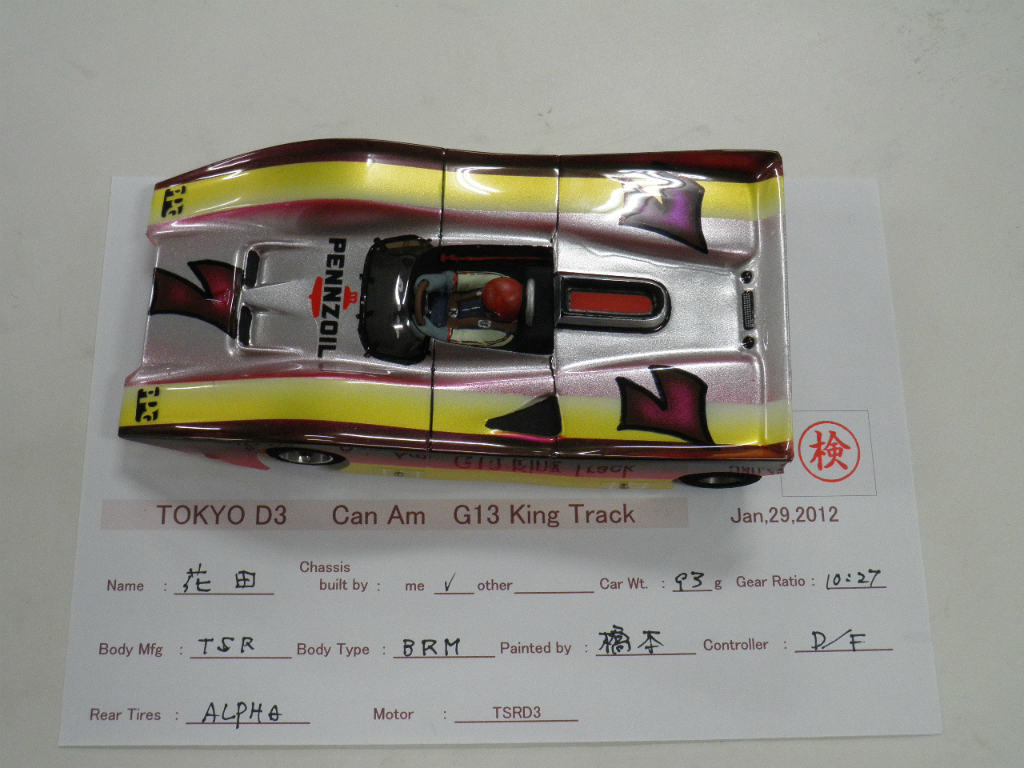 PENNZOIL
検
TOKYO D3 Can Am G13 King Track Jan,29,2012
Name : 花田 Chassis built by : me √ other Car Wt. : 93 g Gear Ratio : 10:27
Body Mfg : TSR Body Type : BRM Painted by : 橋本 Controller : D/F
Rear Tires : ALPHA Motor : TSRD3